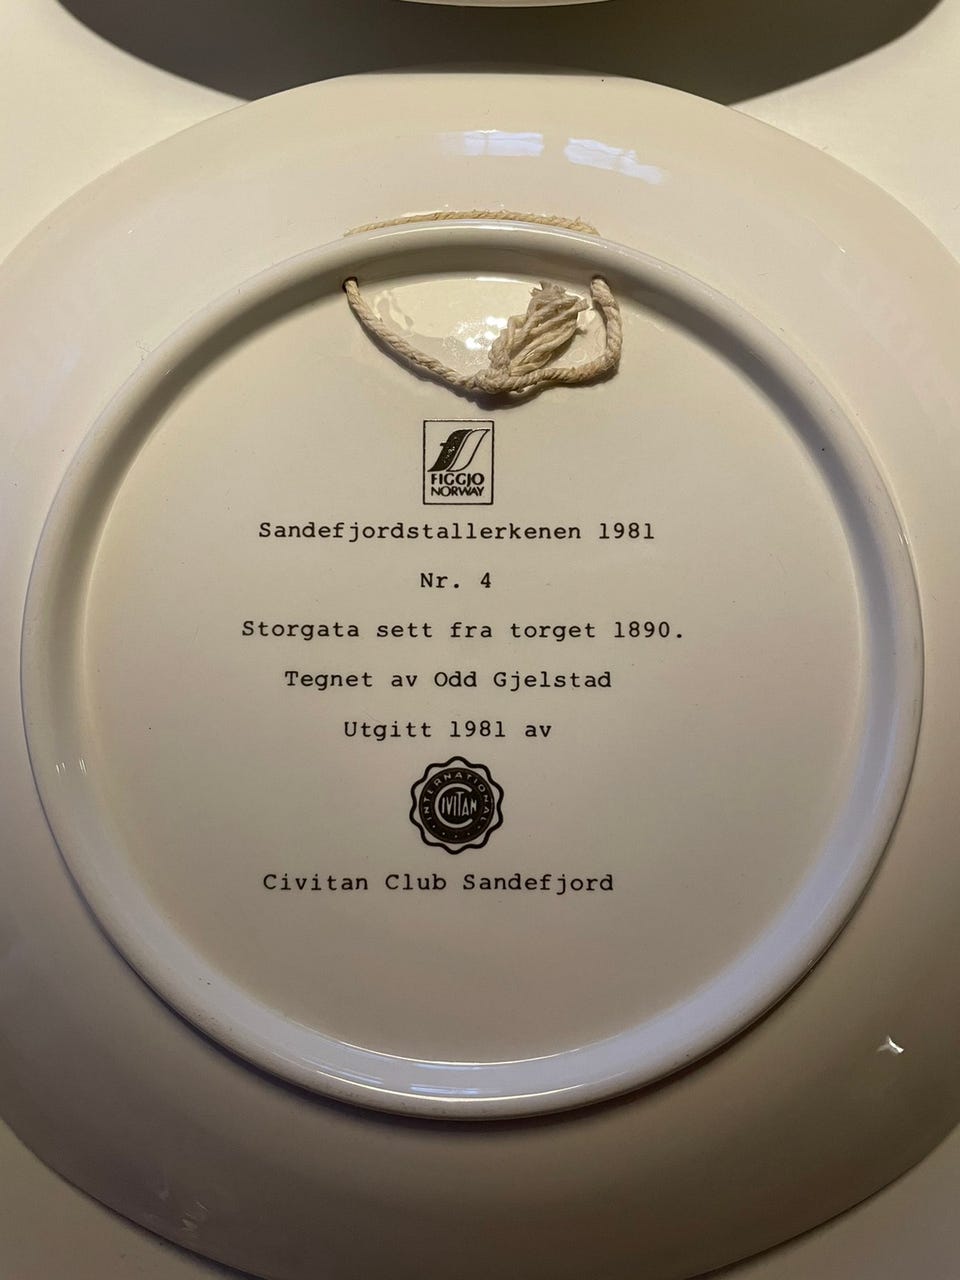 FIGGJO
NORWAY
Sandefjordstallerkenen 1981
Nr. 4
Storgata sett fra torget 1890.
Tegnet av Odd Gjelstad
Utgitt 1981 av
INTERNATIONAL
CIVITAN
Civitan Club Sandefjord